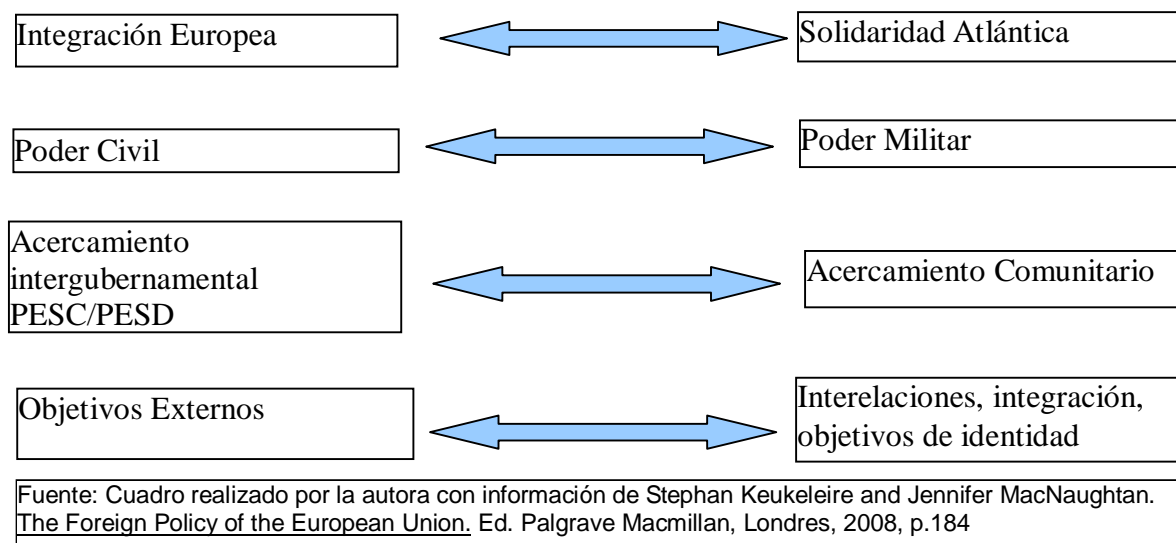 Integración Europea
Solidaridad Atlántica
Poder Civil
Poder Militar
Acercamiento
intergubernamental
PESC/PESD
Acercamiento Comunitario
Objetivos Externos
Interelaciones, integración,
objetivos de identidad
Fuente: Cuadro realizado por la autora con información de Stephan Keukeleire and Jennifer MacNaughtan.
The Foreign Policy of the European Union. Ed. Palgrave Macmillan, Londres, 2008, p.184